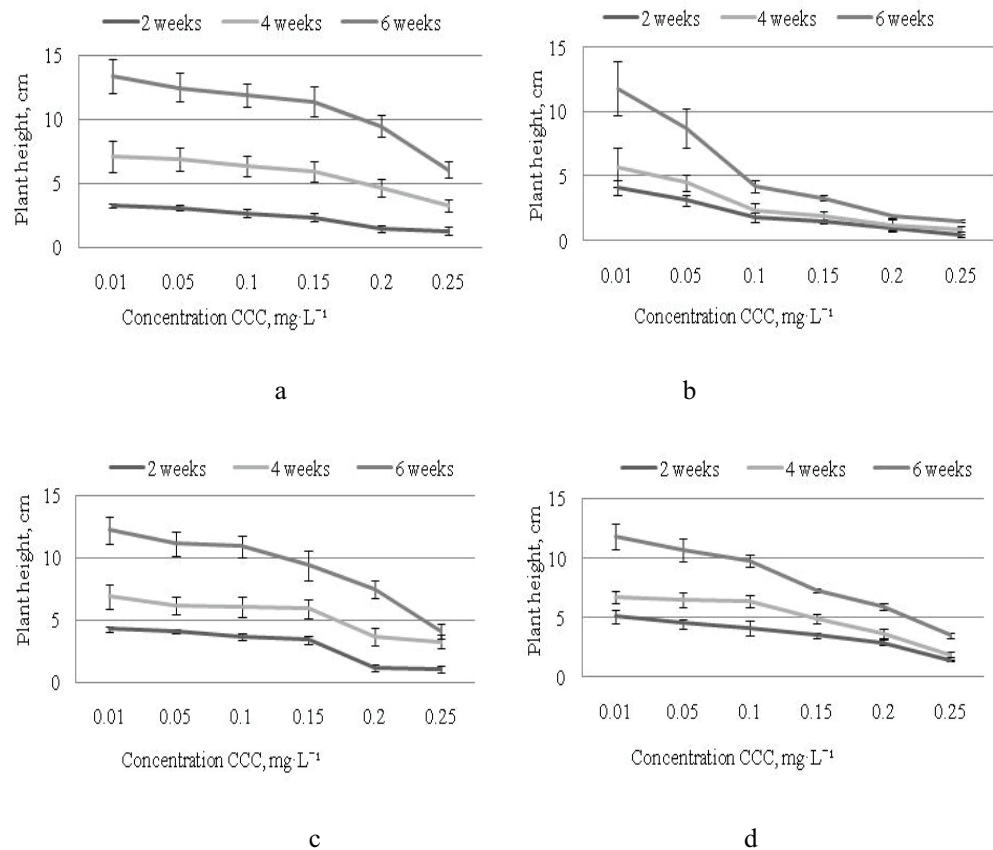 2 weeks 4 weeks 6 weeks
Plant height, cm
15
10
5
0
0.01 0.05 0.1 0.15 0.2 0.25
Concentration CCC, mg·L⁻¹
a
2 weeks 4 weeks 6 weeks
Plant height, cm
15
10
5
0
0.01 0.05 0.1 0.15 0.2 0.25
Concentration CCC, mg·L⁻¹
b
2 weeks 4 weeks 6 weeks
Plant height, cm
15
10
5
0
0.01 0.05 0.1 0.15 0.2 0.25
Concentration CCC, mg·L⁻¹
c
2 weeks 4 weeks 6 weeks
Plant height, cm
15
10
5
0
0.01 0.05 0.1 0.15 0.2 0.25
Concentration CCC, mg·L⁻¹
d